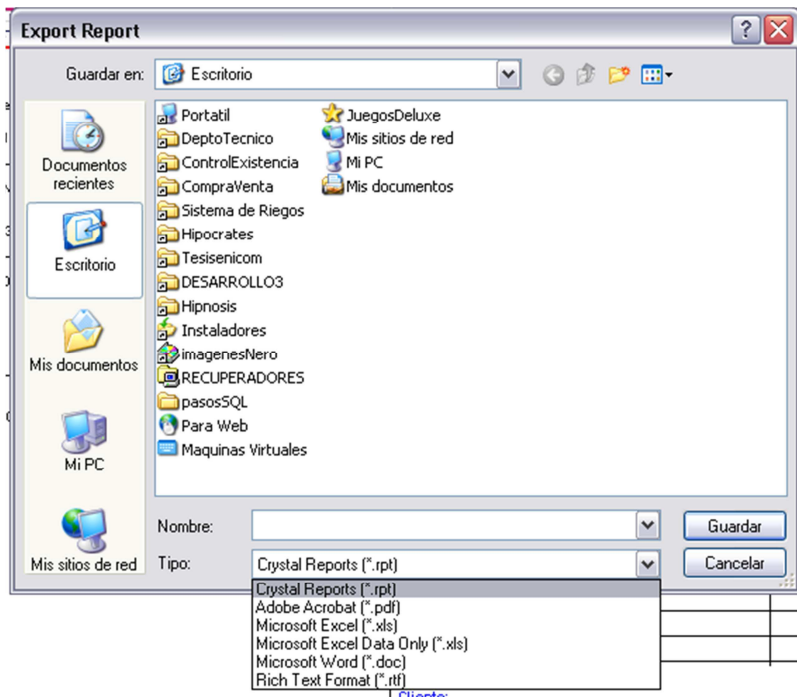 Export Report
Guardar en:
Escritorio
Documentos
recientes
Escritorio
Mis documentos
Mi PC
Mis sitios de red
Portatil
DeptoTecnico
ControlExistencia
CompraVenta
Sistema de Riegos
Hipocrates
Tesisenicom
DESARROLLO3
Hipnosis
Instaladores
imagenesNero
RECUPERADORES
pasosSQL
Para Web
Maquinas Virtuales
JuegosDeluxe
Mis sitios de red
Mi PC
Mis documentos
Nombre:
Guardar
Tipo:
Crystal Reports (*.rpt)
Cancelar
Crystal Reports (*.rpt)
Adobe Acrobat (*.pdf)
Microsoft Excel (*.xls)
Microsoft Excel Data Only (*.xls)
Microsoft Word (*.doc)
Rich Text Format (*.rtf)
Cliente: